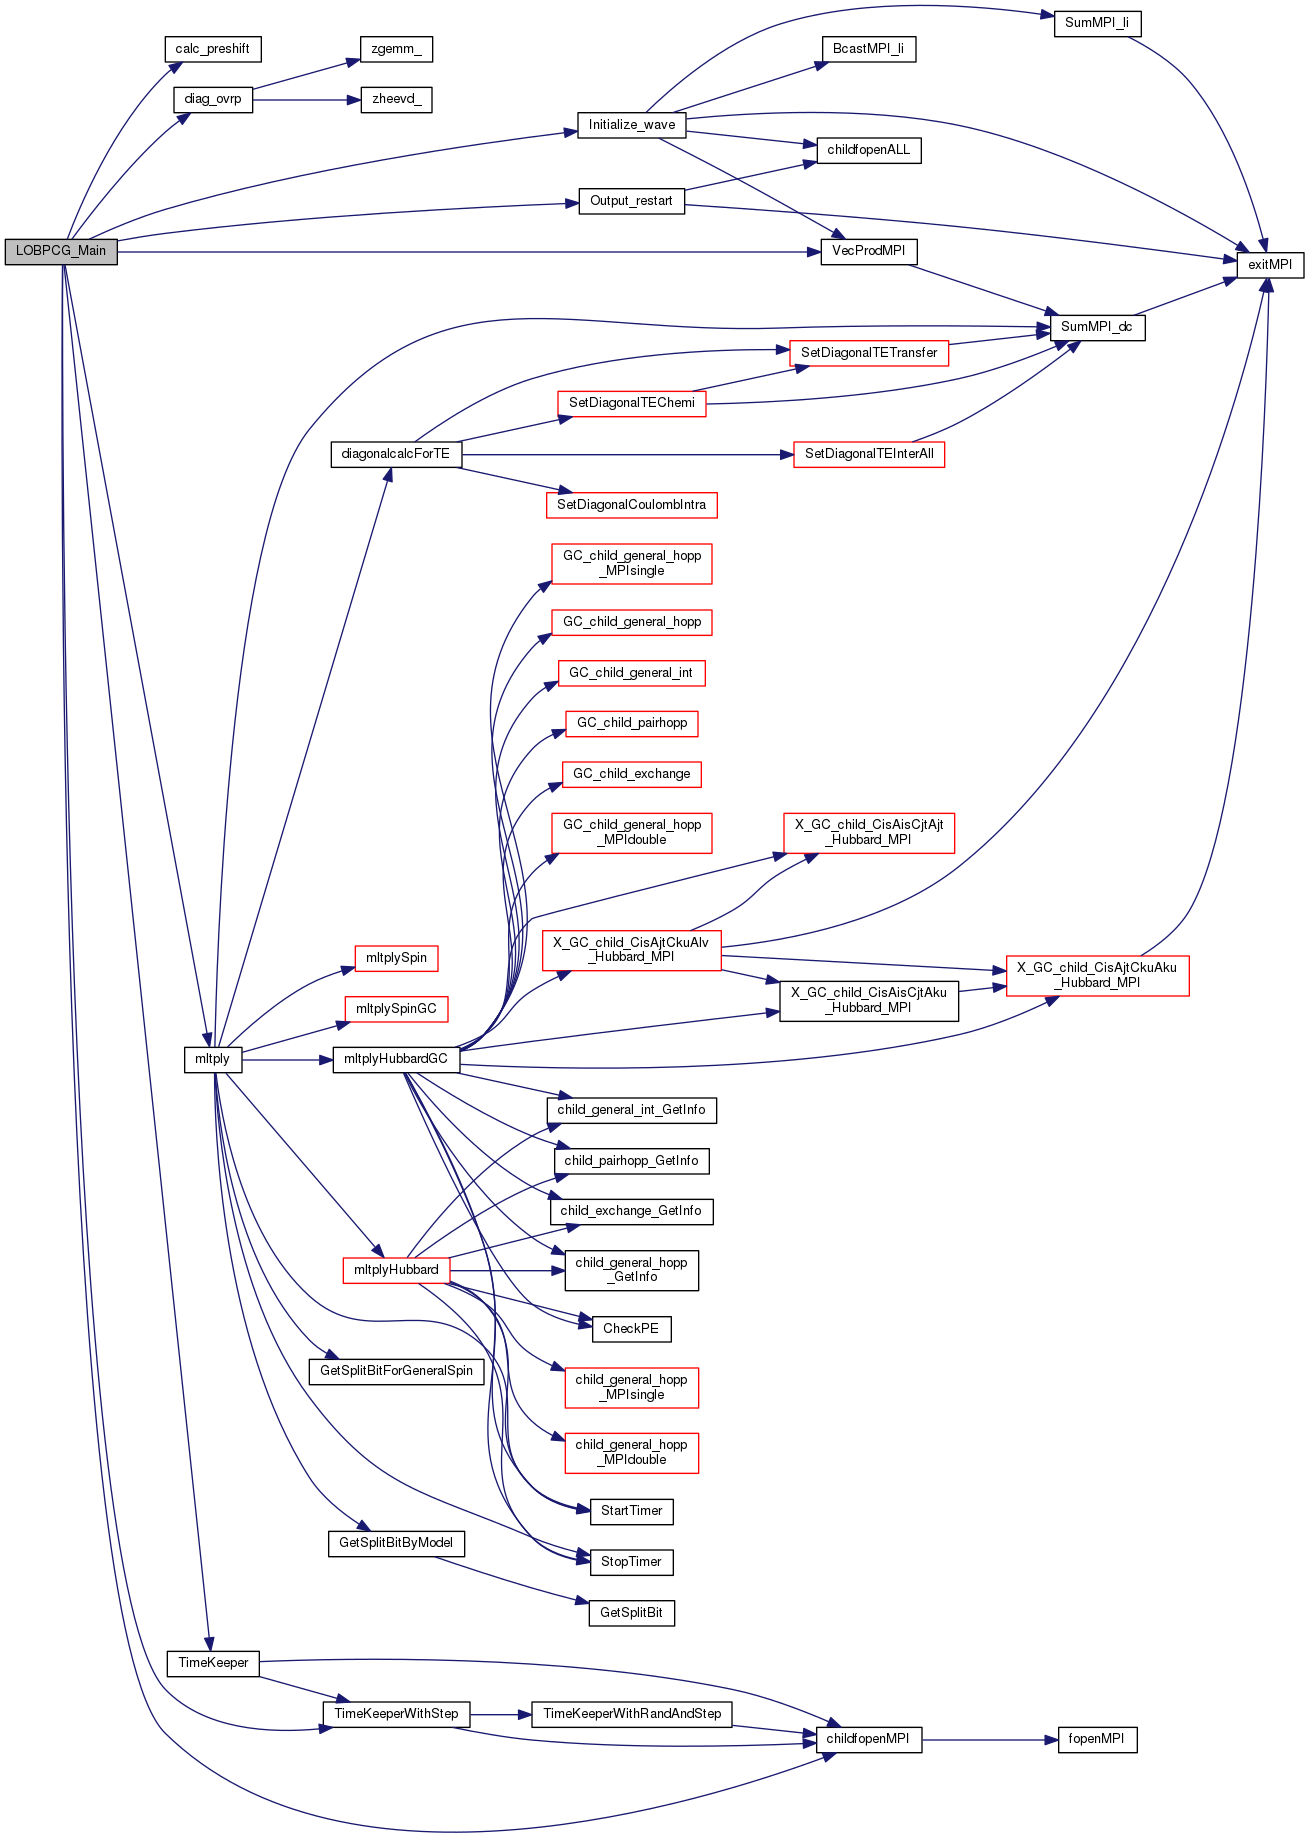 SumMPI_li
calc_preshift
zgemm_
BcastMPI_li
diag_ovrp
zheevd_
Initialize_wave
childfopenALL
Output_restart
LOBPCG_Main
VecProdMPI
exitMPI
SumMPI_dc
SetDiagonalTETransfer
SetDiagonalTEChemi
diagonalcalcForTE
SetDiagonalTEInterAll
SetDiagonalCoulombIntra
GC_child_general_hopp
_MPIsingle
GC_child_general_hopp
GC_child_general_int
GC_child_pairhopp
GC_child_exchange
GC_child_general_hopp
_MPIdouble
X_GC_child_CisAisCjtAjt
_Hubbard_MPI
X_GC_child_CisAjtCkuAlv
_Hubbard_MPI
mltplySpin
X_GC_child_CisAjtCkuAku
_Hubbard_MPI
X_GC_child_CisAisCjtAku
_Hubbard_MPI
mltplySpinGC
mltply
mltplyHubbardGC
child_general_int_GetInfo
child_pairhopp_GetInfo
child_exchange_GetInfo
mltplyHubbard
child_general_hopp
_GetInfo
CheckPE
GetSplitBitForGeneralSpin
child_general_hopp
_MPIsingle
child_general_hopp
_MPIdouble
StartTimer
GetSplitBitByModel
StopTimer
GetSplitBit
TimeKeeper
TimeKeeperWithStep
TimeKeeperWithRandAndStep
childfopenMPI
fopenMPI